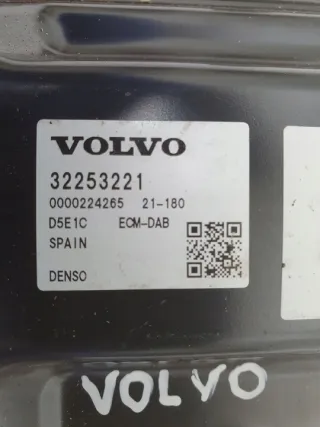 VOLVO
32253221
0000224265 21-180
D5E1C ECM-DAB
SPAIN
DENSO
VOLVO